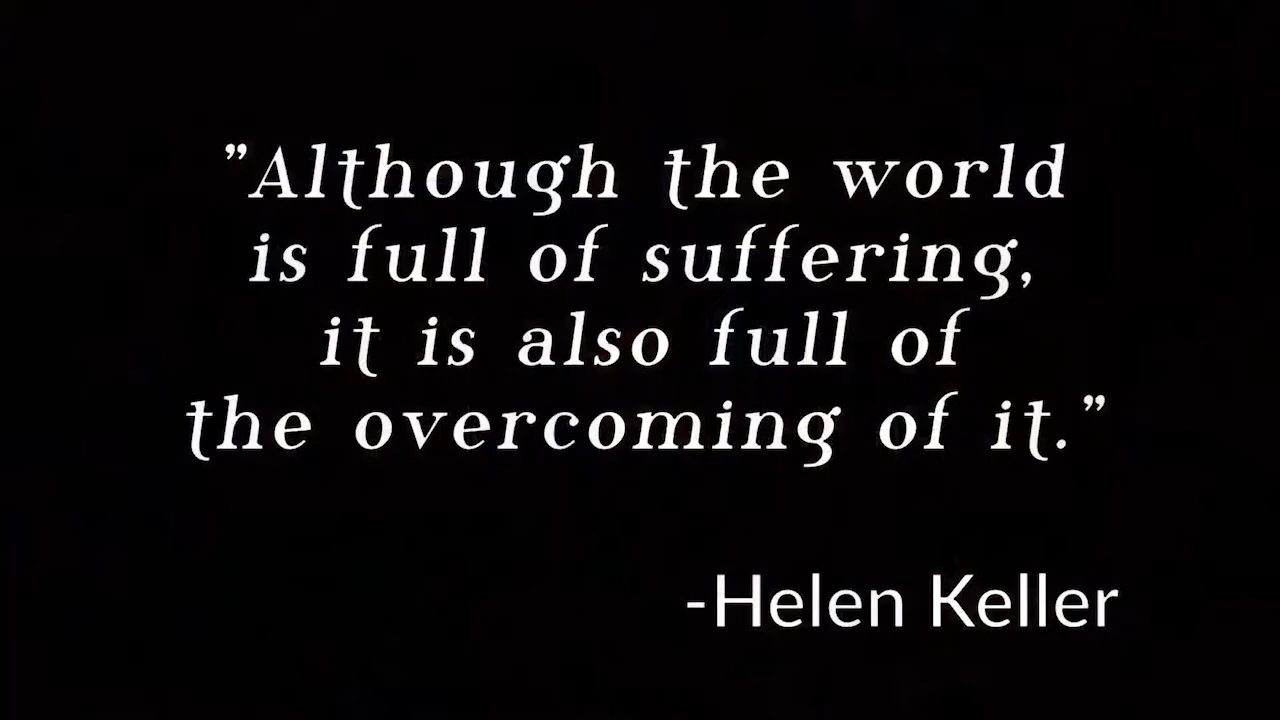 ”Although the world
is full of suffering,
it is also full of
the overcoming of it.”
-Helen Keller